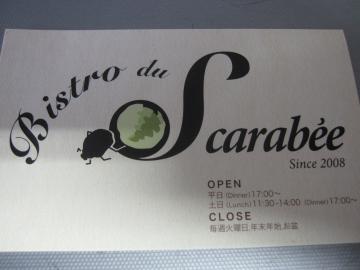 Bistro du
Scarabée
Since 2008
OPEN
平日(Dinner)17:00〜
土日(Lunch)11:30-14:00 (Dinner)17:00〜
CLOSE
毎週火曜日,年末年始,お盆